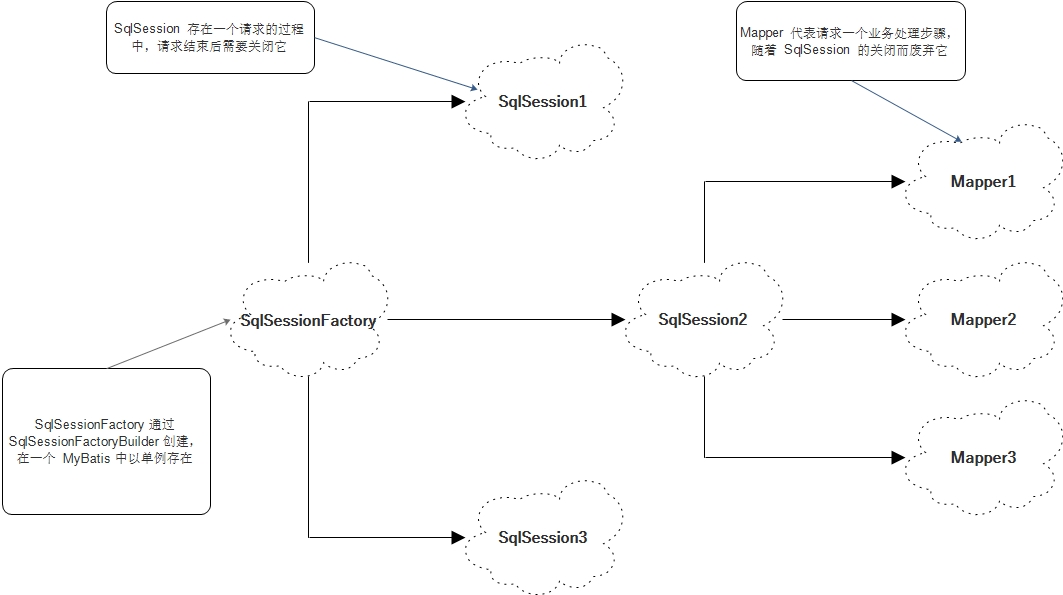 SqlSession 存在一个请求的过程
中，请求结束后需要关闭它
Mapper 代表请求一个业务处理步骤，
随着 SqlSession 的关闭而废弃它
SqlSession1
Mapper1
SqlSessionFactory
SqlSession2
Mapper2
SqlSessionFactory 通过
SqlSessionFactoryBuilder 创建，
在一个 MyBatis 中以单例存在
Mapper3
SqlSession3